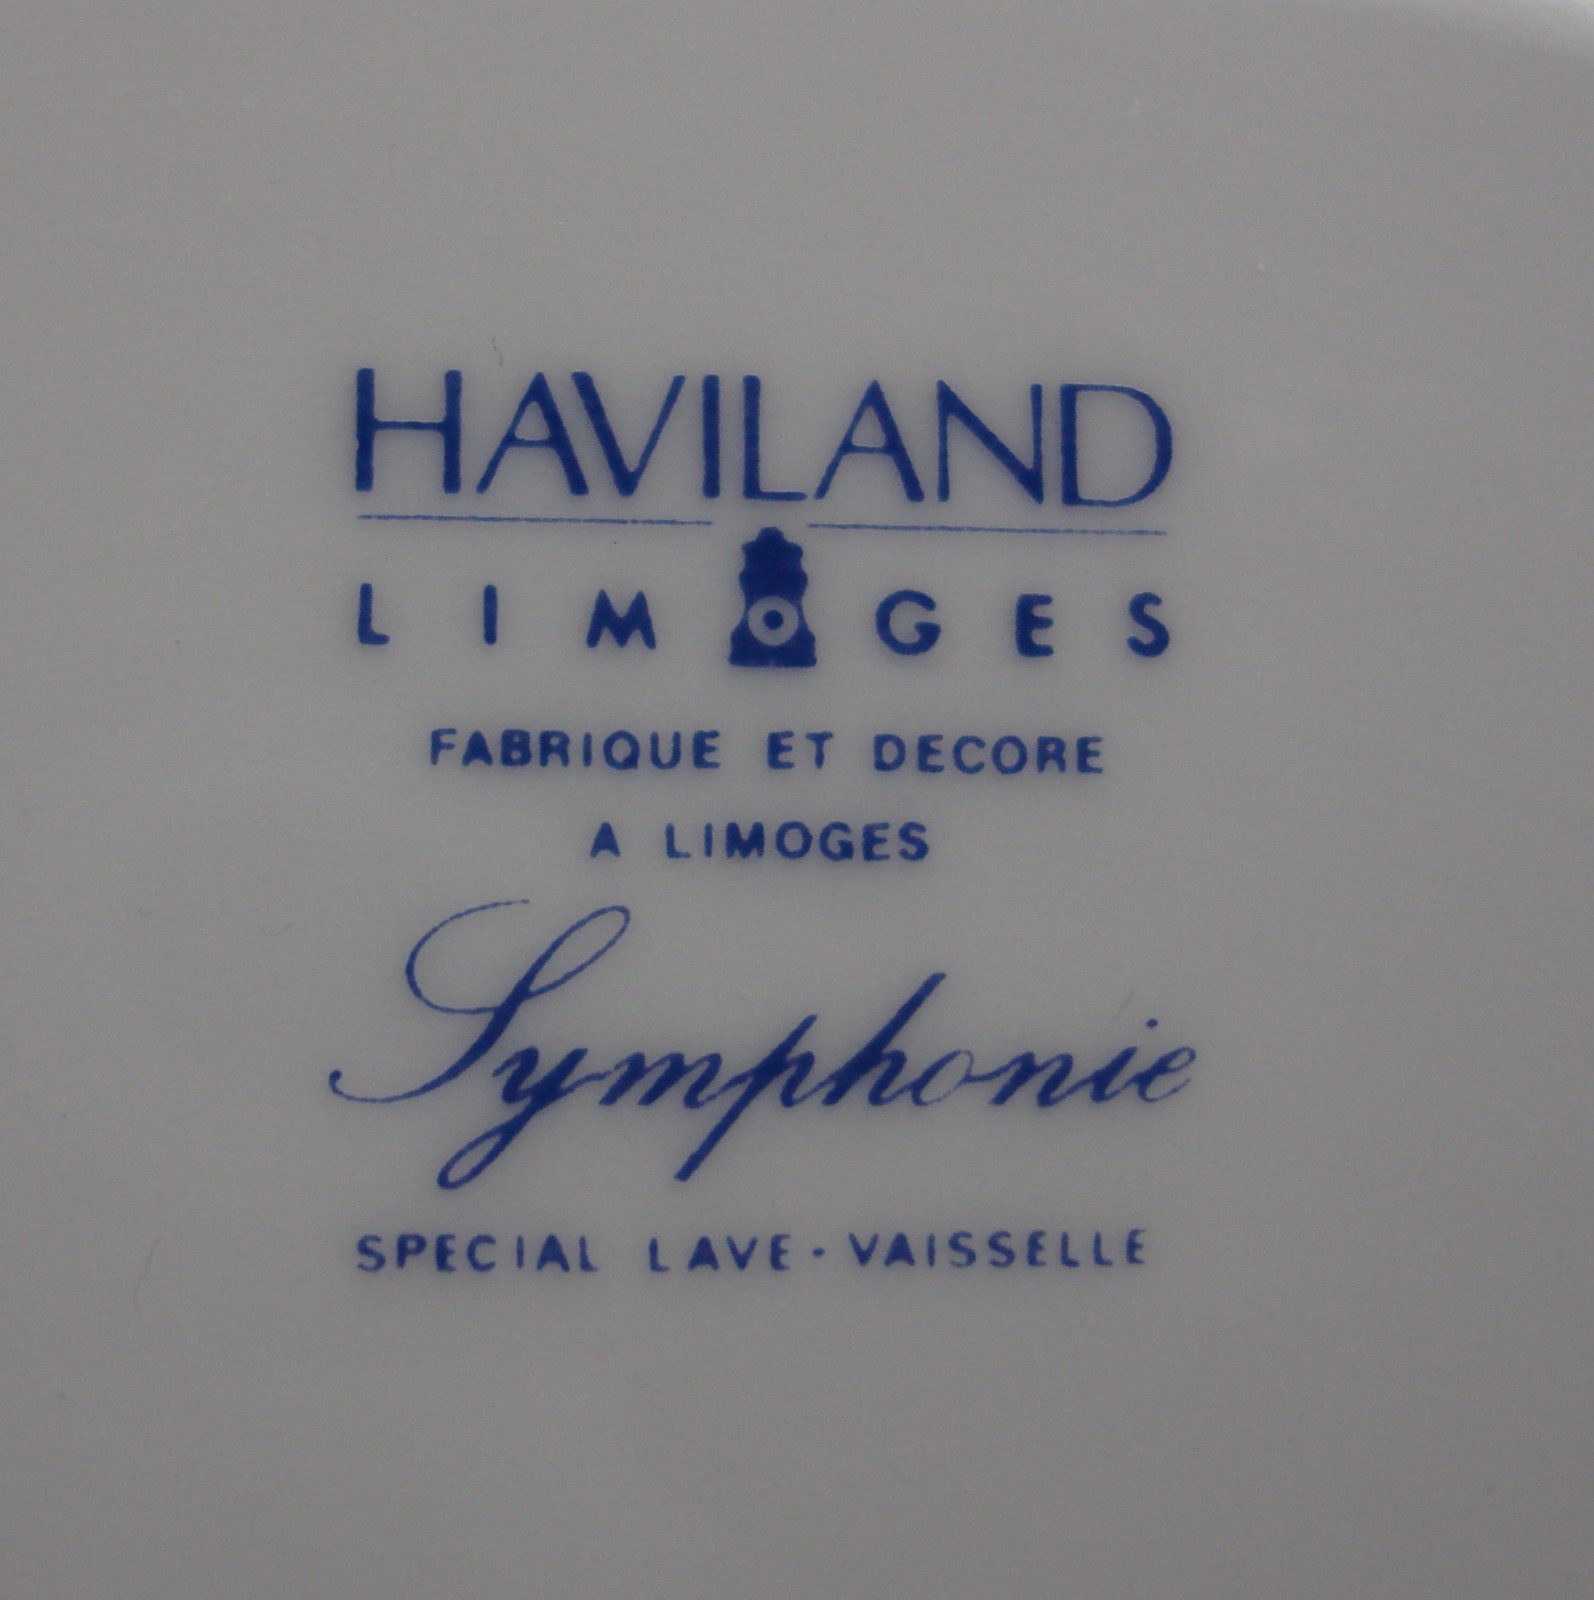 HAVILAND
LIMOGES
FABRIQUE ET DECORE
A LIMOGES
Symphonie
SPECIAL LAVE-VAISSELLE